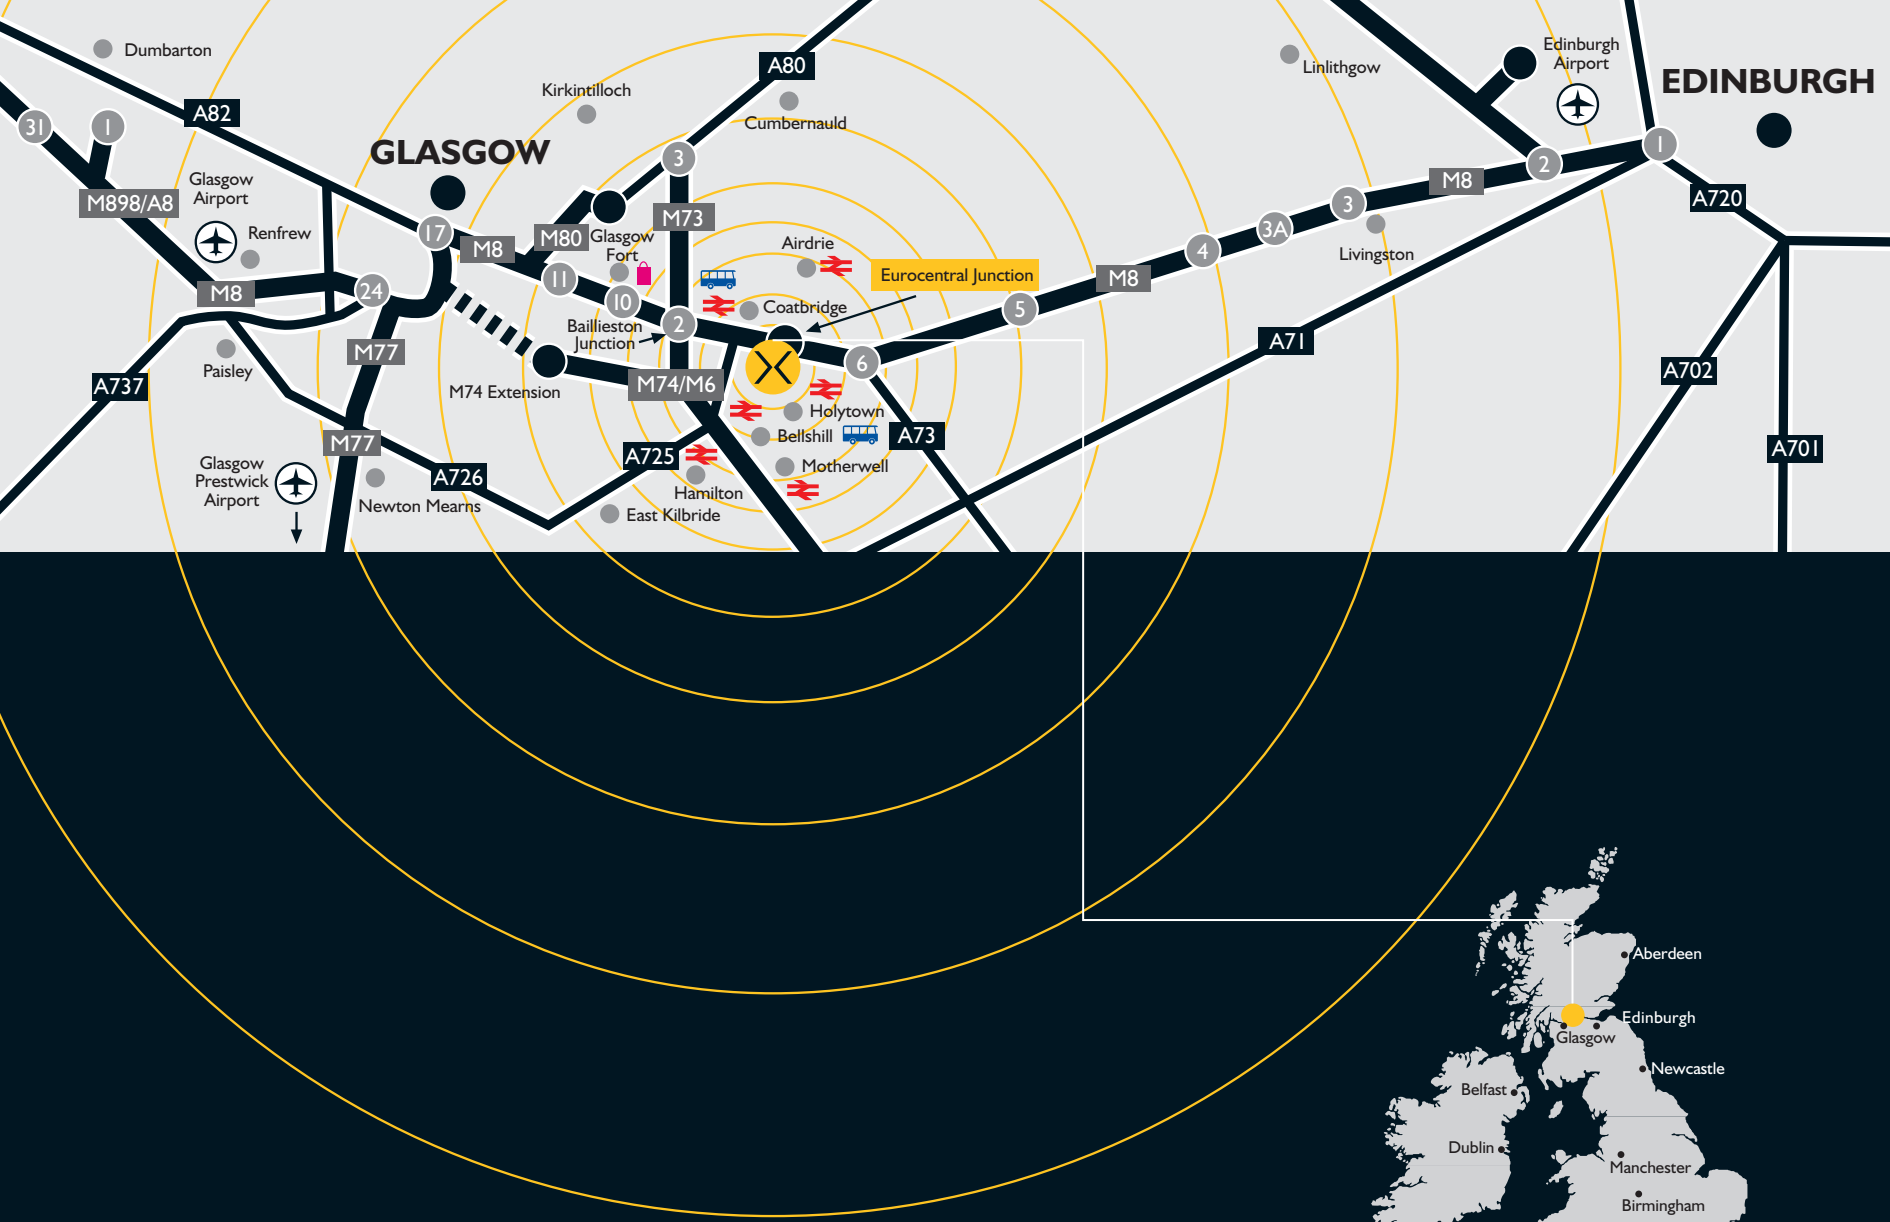 Dumbarton
A82
31
1
M898/A8
Glasgow
Airport
Renfrew
M8
24
17
GLASGOW
Kirkintilloch
A80
Cumbernauld
3
M73
M8
M80
Glasgow
Fort
11
10
Baillieston
Junction
2
Airdrie
Coatbridge
Eurocentral Junction
6
5
M8
4
3A
3
Livingston
M8
2
1
Linlithgow
Edinburgh
Airport
EDINBURGH
A720
A71
A702
A701
Paisley
A737
M77
M77
M74 Extension
M74/M6
Holytown
Bellshill
A73
Motherwell
A725
Hamilton
East Kilbride
A726
Newton Mearns
Glasgow
Prestwick
Airport
Aberdeen
Edinburgh
Glasgow
Newcastle
Belfast
Dublin
Manchester
Birmingham